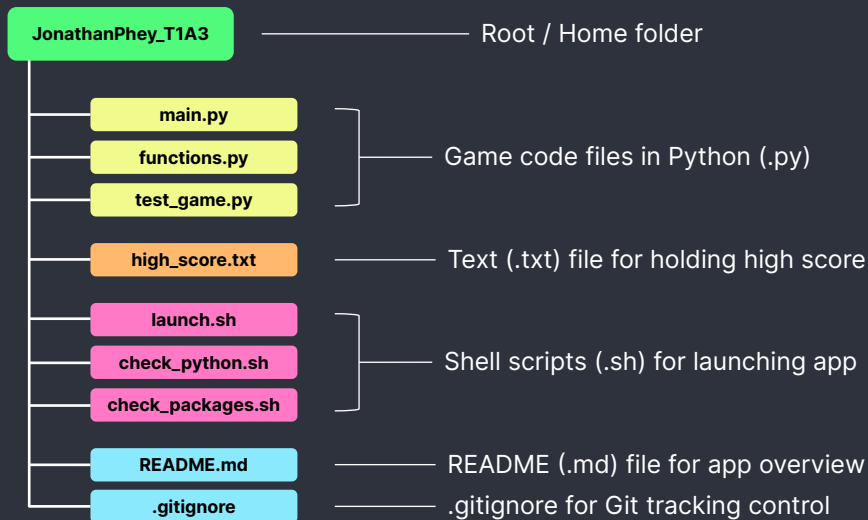 JonathanPhey_T1A3
Root / Home folder
main.py
functions.py
test_game.py
Game code files in Python (.py)
high_score.txt
Text (.txt) file for holding high score
launch.sh
check_python.sh
check_packages.sh
Shell scripts (.sh) for launching app
README.md
README (.md) file for app overview
.gitignore
.gitignore for Git tracking control